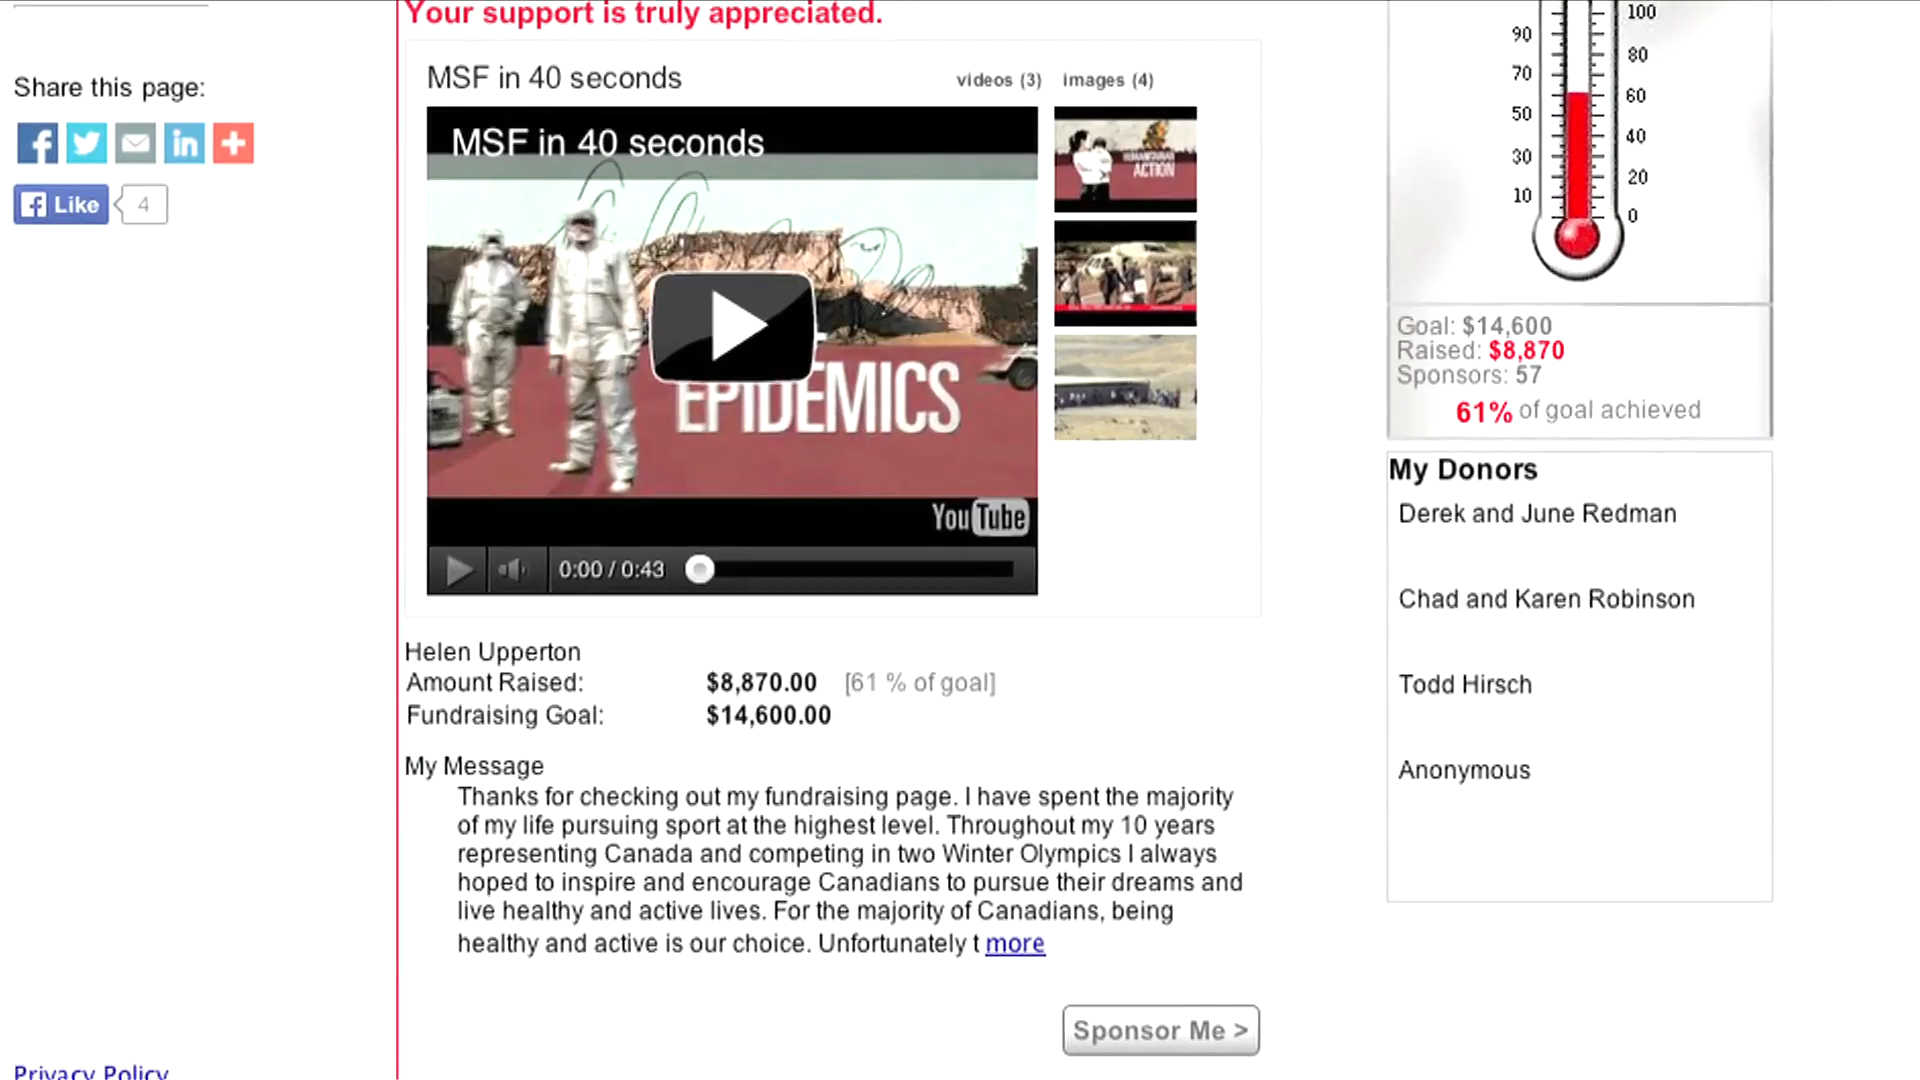 Your support is truly appreciated.
Share this page:
Like
4
MSF in 40 seconds
videos (3)
images (4)
MSF in 40 seconds
HUMANITARIAN
ACTION
EPIDEMICS
YouTube
0:00 / 0:43
100
90
80
70
60
50
40
30
20
10
0
Goal: $14,600
Raised: $8,870
Sponsors: 57
61% of goal achieved
My Donors
Derek and June Redman
Chad and Karen Robinson
Todd Hirsch
Anonymous
Helen Upperton
Amount Raised: $8,870.00 [61 % of goal]
Fundraising Goal: $14,600.00
My Message
Thanks for checking out my fundraising page. I have spent the majority
of my life pursuing sport at the highest level. Throughout my 10 years
representing Canada and competing in two Winter Olympics I always
hoped to inspire and encourage Canadians to pursue their dreams and
live healthy and active lives. For the majority of Canadians, being
healthy and active is our choice. Unfortunately t more
Sponsor Me >
Privacy Policy